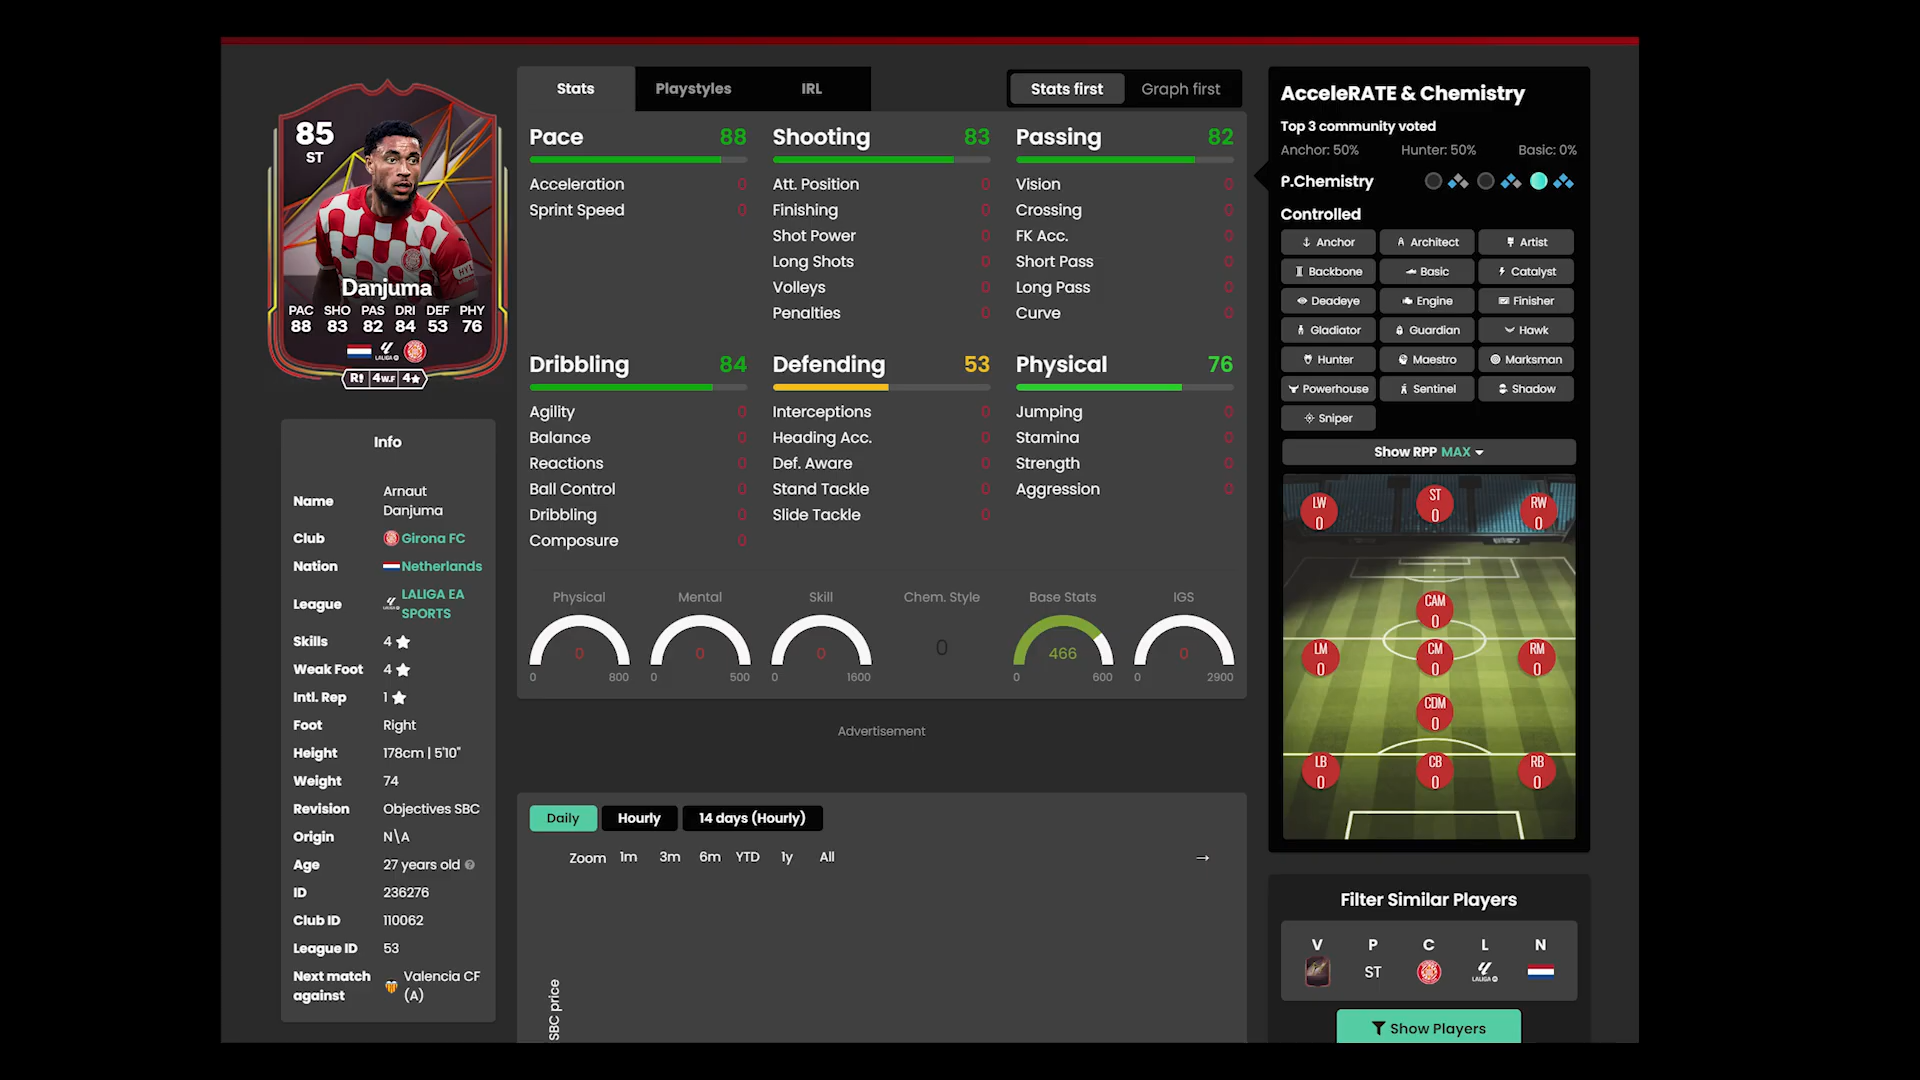 85
ST
Danjuma
PAC SHO PAS DRI DEF PHY
88 83 82 84 53 76
LALIGA
R 4W.F 4
Info
Name Arnaut Danjuma
Club Girona FC
Nation Netherlands
League LALIGA EA SPORTS
Skills 4
Weak Foot 4
Intl. Rep 1
Foot Right
Height 178cm | 5'10"
Weight 74
Revision Objectives SBC
Origin N\A
Age 27 years old
ID 236276
Club ID 110062
League ID 53
Next match against Valencia CF (A)
Stats Playstyles IRL
Stats first Graph first
Pace 88
Acceleration 0
Sprint Speed 0
Shooting 83
Att. Position 0
Finishing 0
Shot Power 0
Long Shots 0
Volleys 0
Penalties 0
Passing 82
Vision 0
Crossing 0
FK Acc. 0
Short Pass 0
Long Pass 0
Curve 0
Dribbling 84
Agility 0
Balance 0
Reactions 0
Ball Control 0
Dribbling 0
Composure 0
Defending 53
Interceptions 0
Heading Acc. 0
Def. Aware 0
Stand Tackle 0
Slide Tackle 0
Physical 76
Jumping 0
Stamina 0
Strength 0
Aggression 0
Physical Mental Skill Chem. Style Base Stats IGS
0 0 0 0 466 0
0 800 0 500 0 1600 0 600 0 2900
Advertisement
Daily Hourly 14 days (Hourly)
Zoom 1m 3m 6m YTD 1y All →
SBC price
AcceleRATE & Chemistry
Top 3 community voted
Anchor: 50% Hunter: 50% Basic: 0%
P.Chemistry
Controlled
Anchor Architect Artist
Backbone Basic Catalyst
Deadeye Engine Finisher
Gladiator Guardian Hawk
Hunter Maestro Marksman
Powerhouse Sentinel Shadow
Sniper
Show RPP MAX
LW ST RW
0 0 0
CAM
0
LM CM RM
0 0 0
CDM
0
LB CB RB
0 0 0
Filter Similar Players
V P C L N
ST LALIGA
Show Players